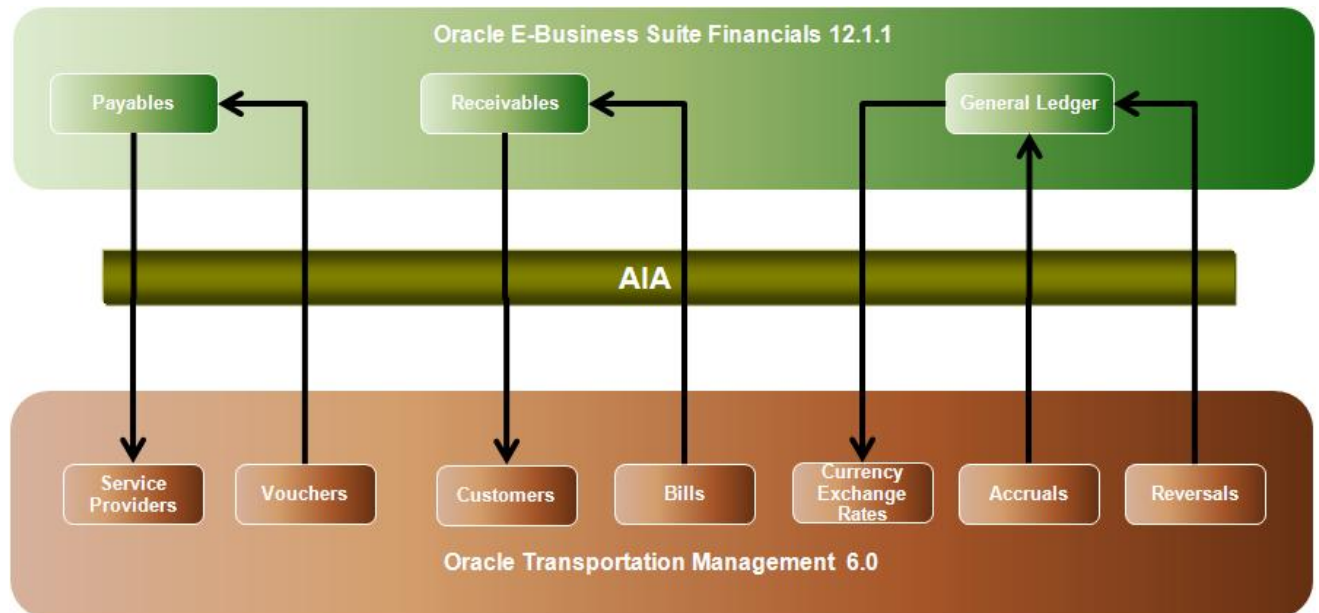 Oracle E-Business Suite Financials 12.1.1
Payables
Receivables
General Ledger
AIA
Service
Providers
Vouchers
Customers
Bills
Currency
Exchange
Rates
Accruals
Reversals
Oracle Transportation Management 6.0